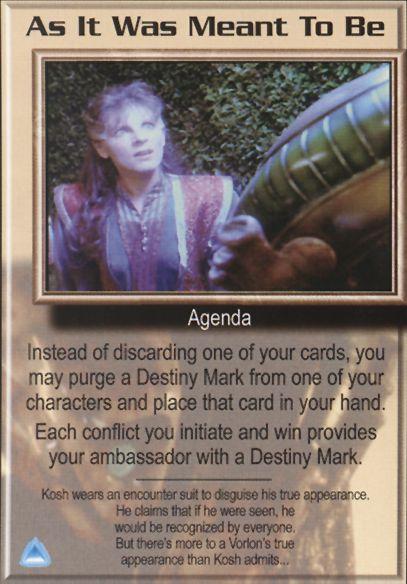 As It Was Meant To Be
Agenda
Instead of discarding one of your cards, you
may purge a Destiny Mark from one of your
characters and place that card in your hand.
Each conflict you initiate and win provides
your ambassador with a Destiny Mark.
Kosh wears an encounter suit to disguise his true appearance.
He claims that if he were seen, he
would be recognized by everyone.
But there's more to a Vorlon's true
appearance than Kosh admits...